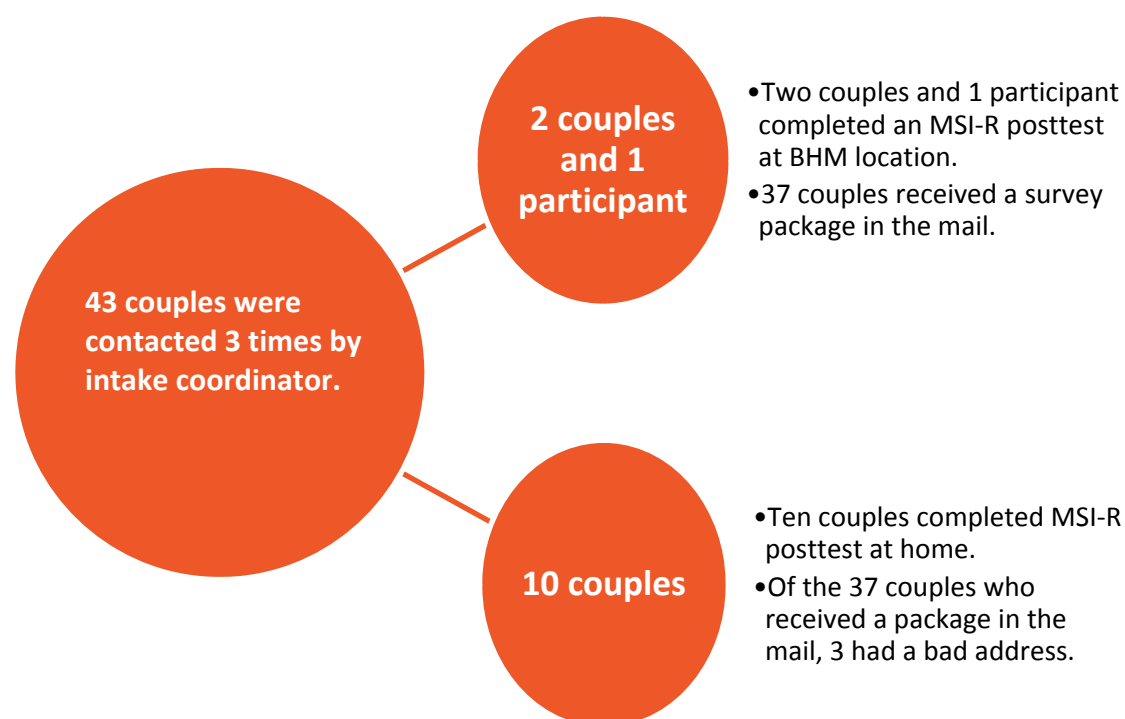 43 couples were
contacted 3 times by
intake coordinator.
2 couples
and 1
participant
•Two couples and 1 participant
completed an MSI-R posttest
at BHM location.
•37 couples received a survey
package in the mail.
10 couples
•Ten couples completed MSI-R
posttest at home.
•Of the 37 couples who
received a package in the
mail, 3 had a bad address.